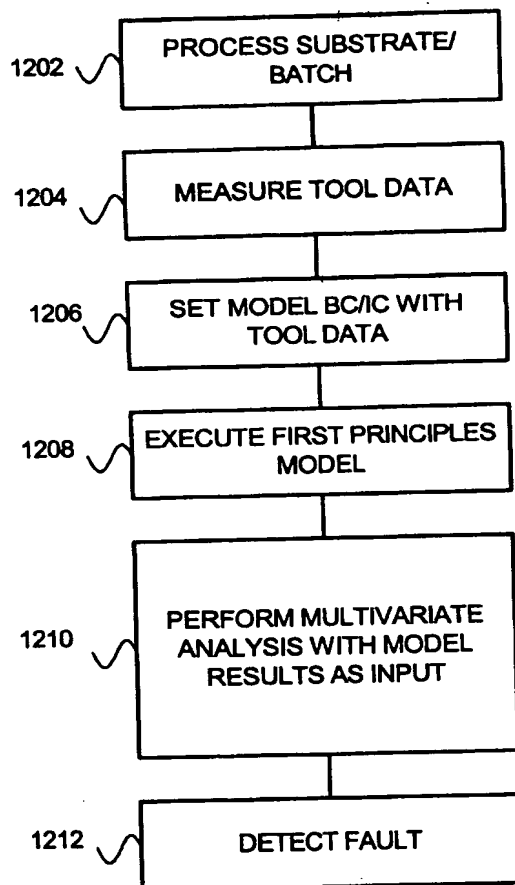 1202
PROCESS SUBSTRATE/
BATCH
1204
MEASURE TOOL DATA
1206
SET MODEL BC/IC WITH
TOOL DATA
1208
EXECUTE FIRST PRINCIPLES
MODEL
1210
PERFORM MULTIVARIATE
ANALYSIS WITH MODEL
RESULTS AS INPUT
1212
DETECT FAULT